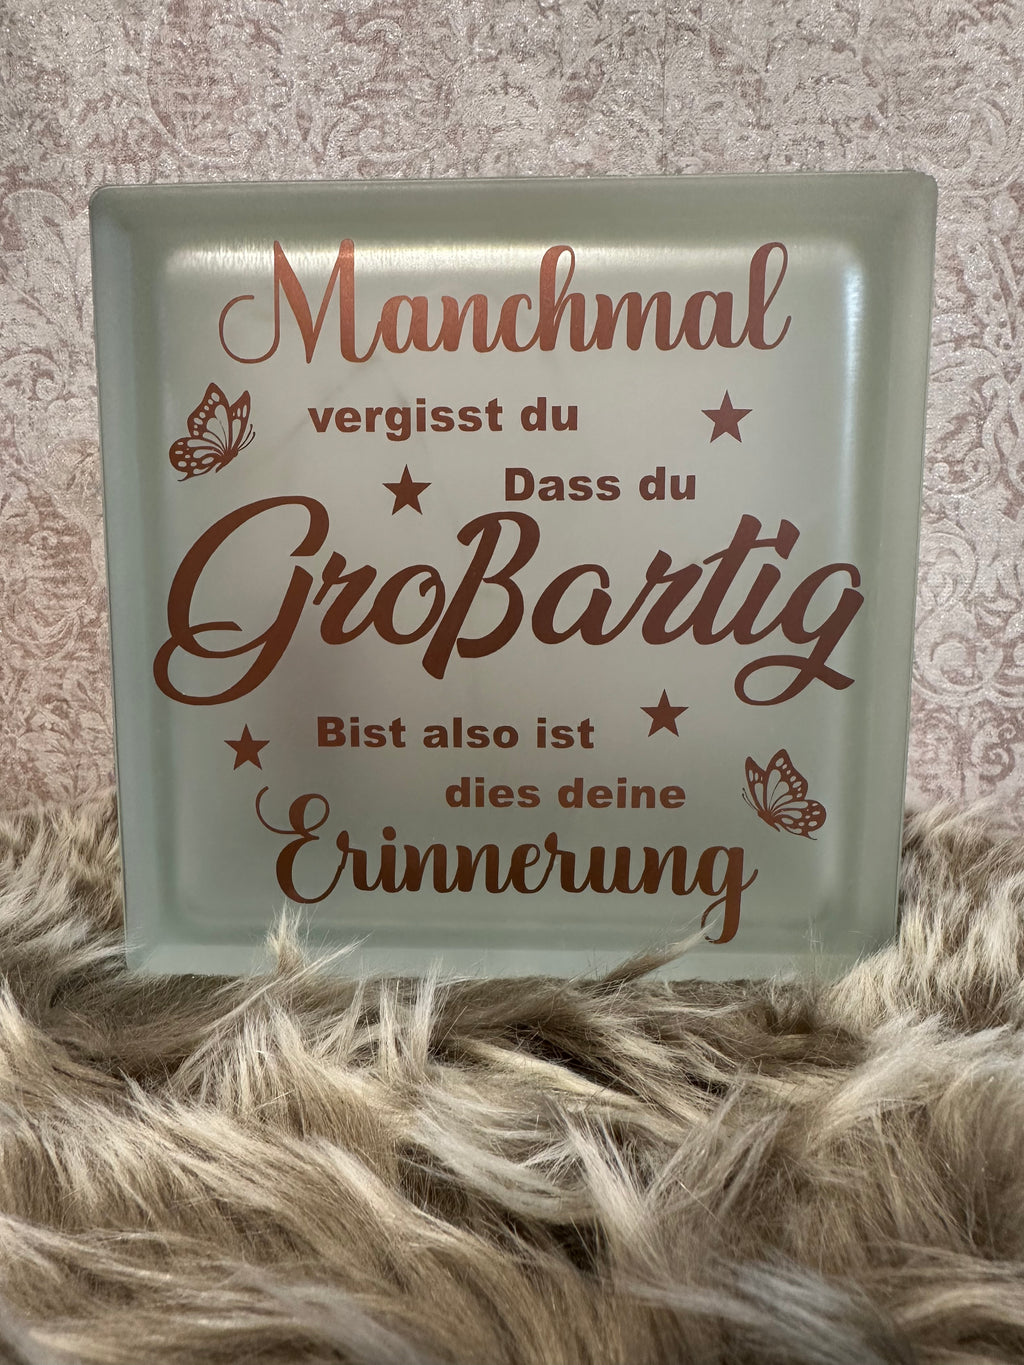 Manchmal
vergisst du
Dass du
Großartig
Bist also ist
dies deine
Erinnerung